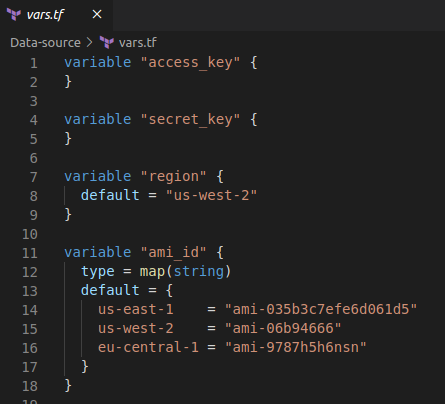 vars.tf ×
Data-source > vars.tf
1 variable "access_key" {
2 }
3
4 variable "secret_key" {
5 }
6
7 variable "region" {
8   default = "us-west-2"
9 }
10
11 variable "ami_id" {
12   type = map(string)
13   default = {
14     us-east-1    = "ami-035b3c7efe6d061d5"
15     us-west-2    = "ami-06b94666"
16     eu-central-1 = "ami-9787h5h6nsn"
17   }
18 }
19